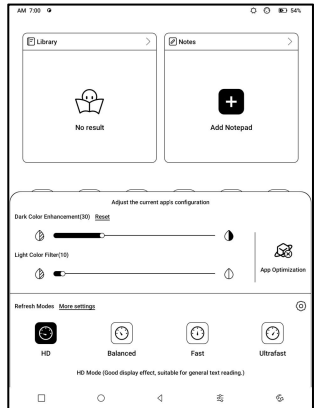 AM 7:00
54%
Library
Notes
No result
Add Notepad
Adjust the current app's configuration
Dark Color Enhancement(30) Reset
Light Color Filter(10)
App Optimization
Refresh Modes More settings
HD
Balanced
Fast
Ultrafast
HD Mode (Good display effect, suitable for general text reading.)